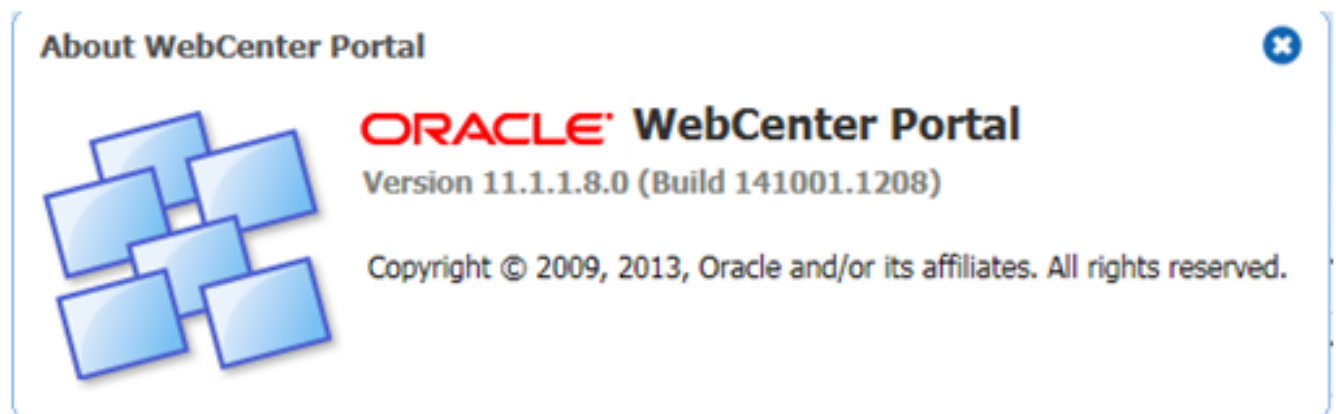 About WebCenter Portal
ORACLE WebCenter Portal
Version 11.1.1.8.0 (Build 141001.1208)
Copyright © 2009, 2013, Oracle and/or its affiliates. All rights reserved.